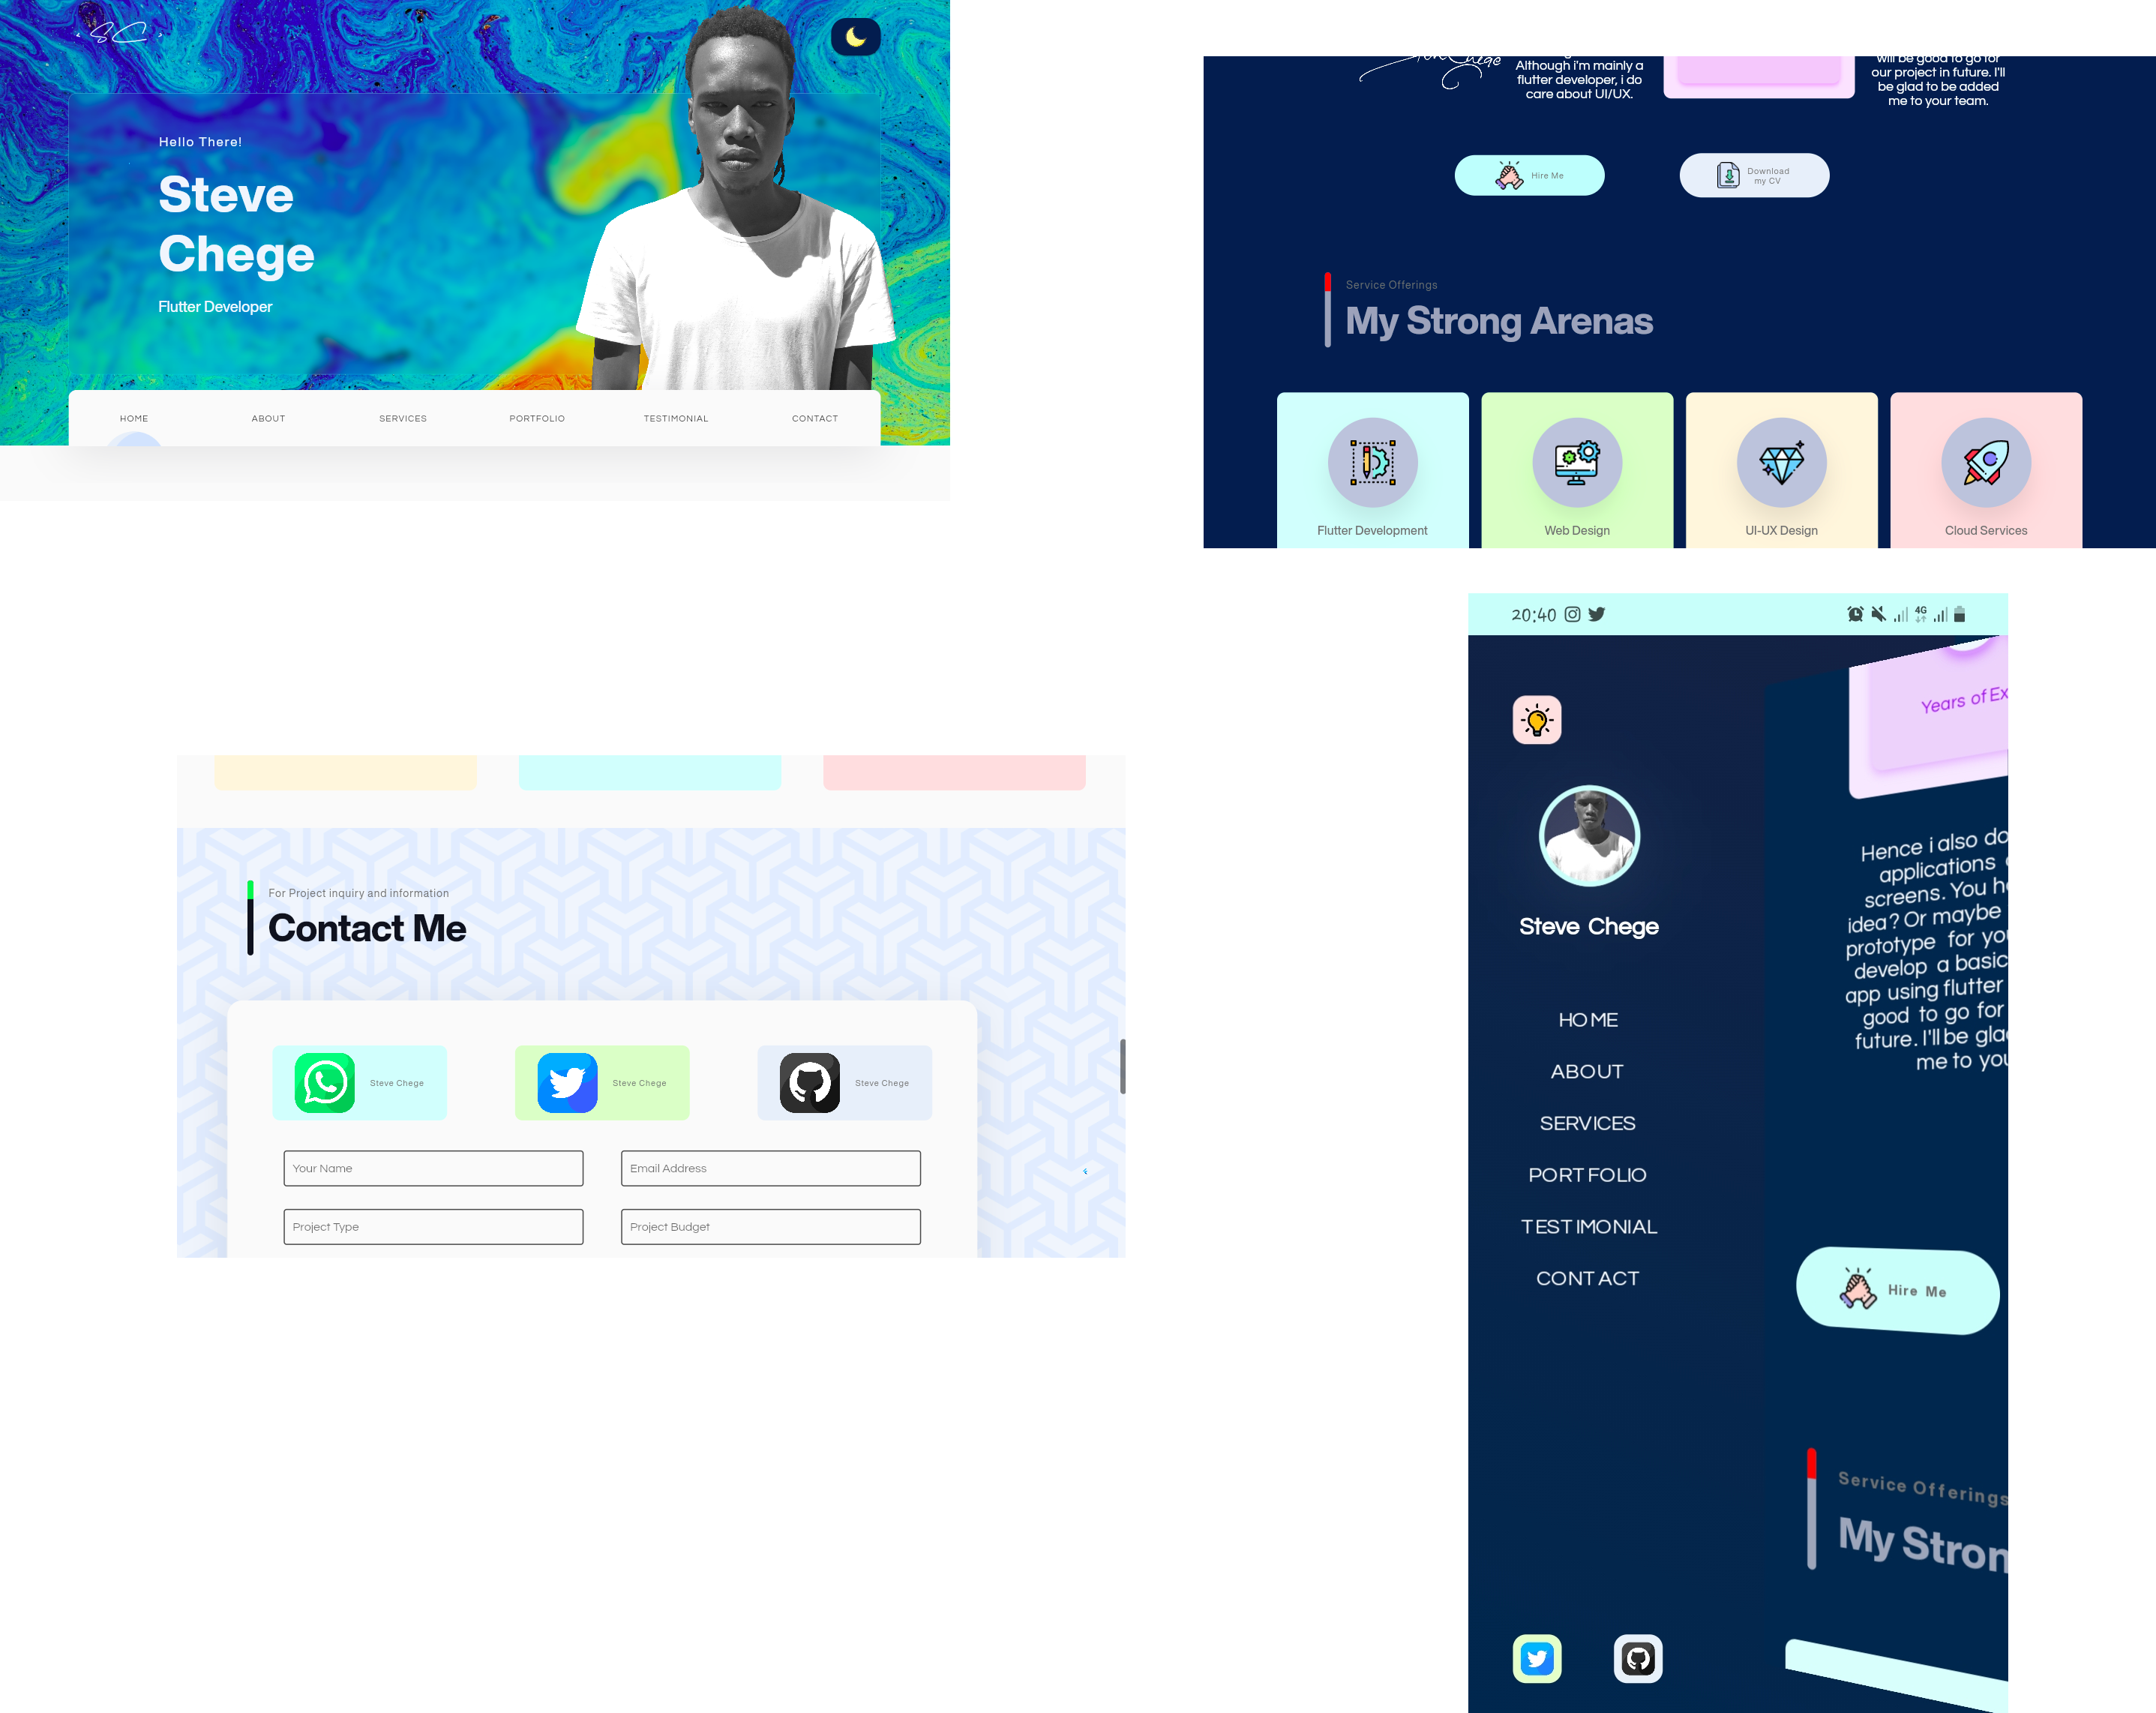 SC
Hello There!
Steve
Chege
Flutter Developer
HOME ABOUT SERVICES PORTFOLIO TESTIMONIAL CONTACT
Chege
Although i'm mainly a
flutter developer, i do
care about UI/UX.
will be good to go for
our project in future. I'll
be glad to be added
me to your team.
Hire Me
Download
my CV
Service Offerings
My Strong Arenas
Flutter Development
Web Design
UI-UX Design
Cloud Services
For Project inquiry and information
Contact Me
Steve Chege
Steve Chege
Steve Chege
Your Name
Email Address
Project Type
Project Budget
20:40
4G
Steve Chege
HOME
ABOUT
SERVICES
PORTFOLIO
TESTIMONIAL
CONTACT
Years of Ex
Hence i also do
applications
screens. You h
idea? Or maybe
prototype for you
develop a basic
app using flutter
good to go for
future. I'll be gla
me to you
Hire Me
Service Offerings
My Stron